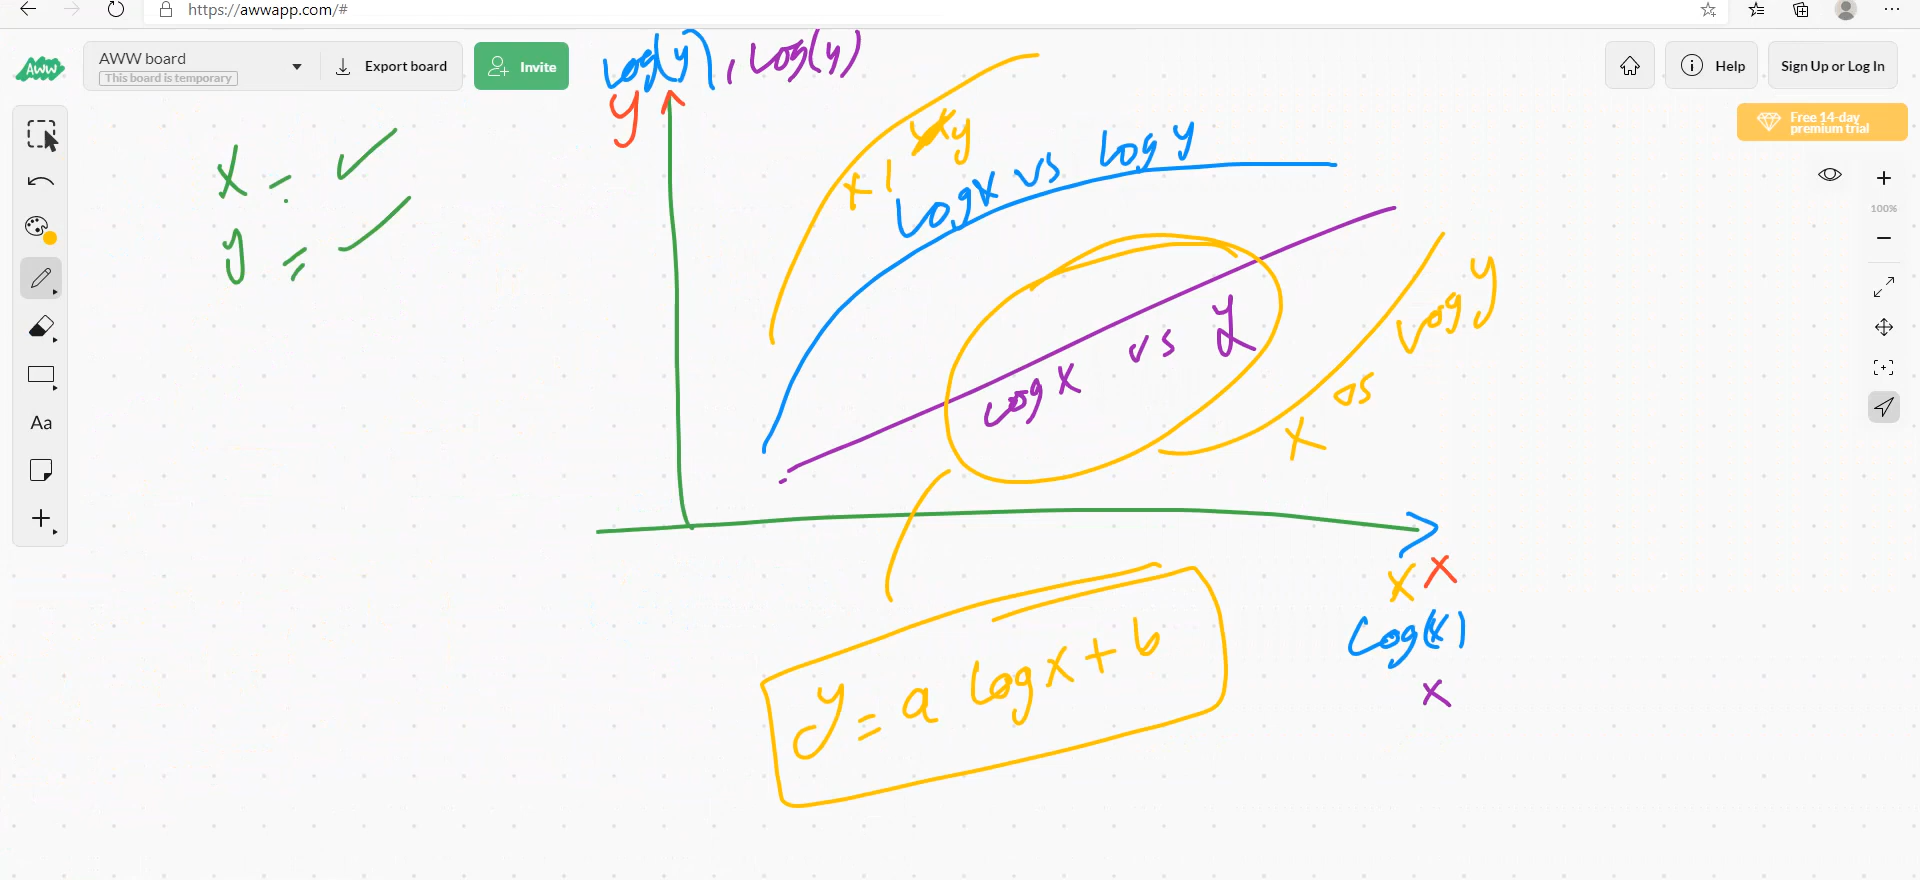 https://awwapp.com/#
AWW
AWW board
This board is temporary
Export board
Invite
Help
Sign Up or Log In
Free 14-day
premium trial
100%
Aa
Log(y), Log(y)
y
x =
y =
x y
Log x vs log y
Log x vs y
x vs Log y
x x
Log(x)
x
y = a log x + b